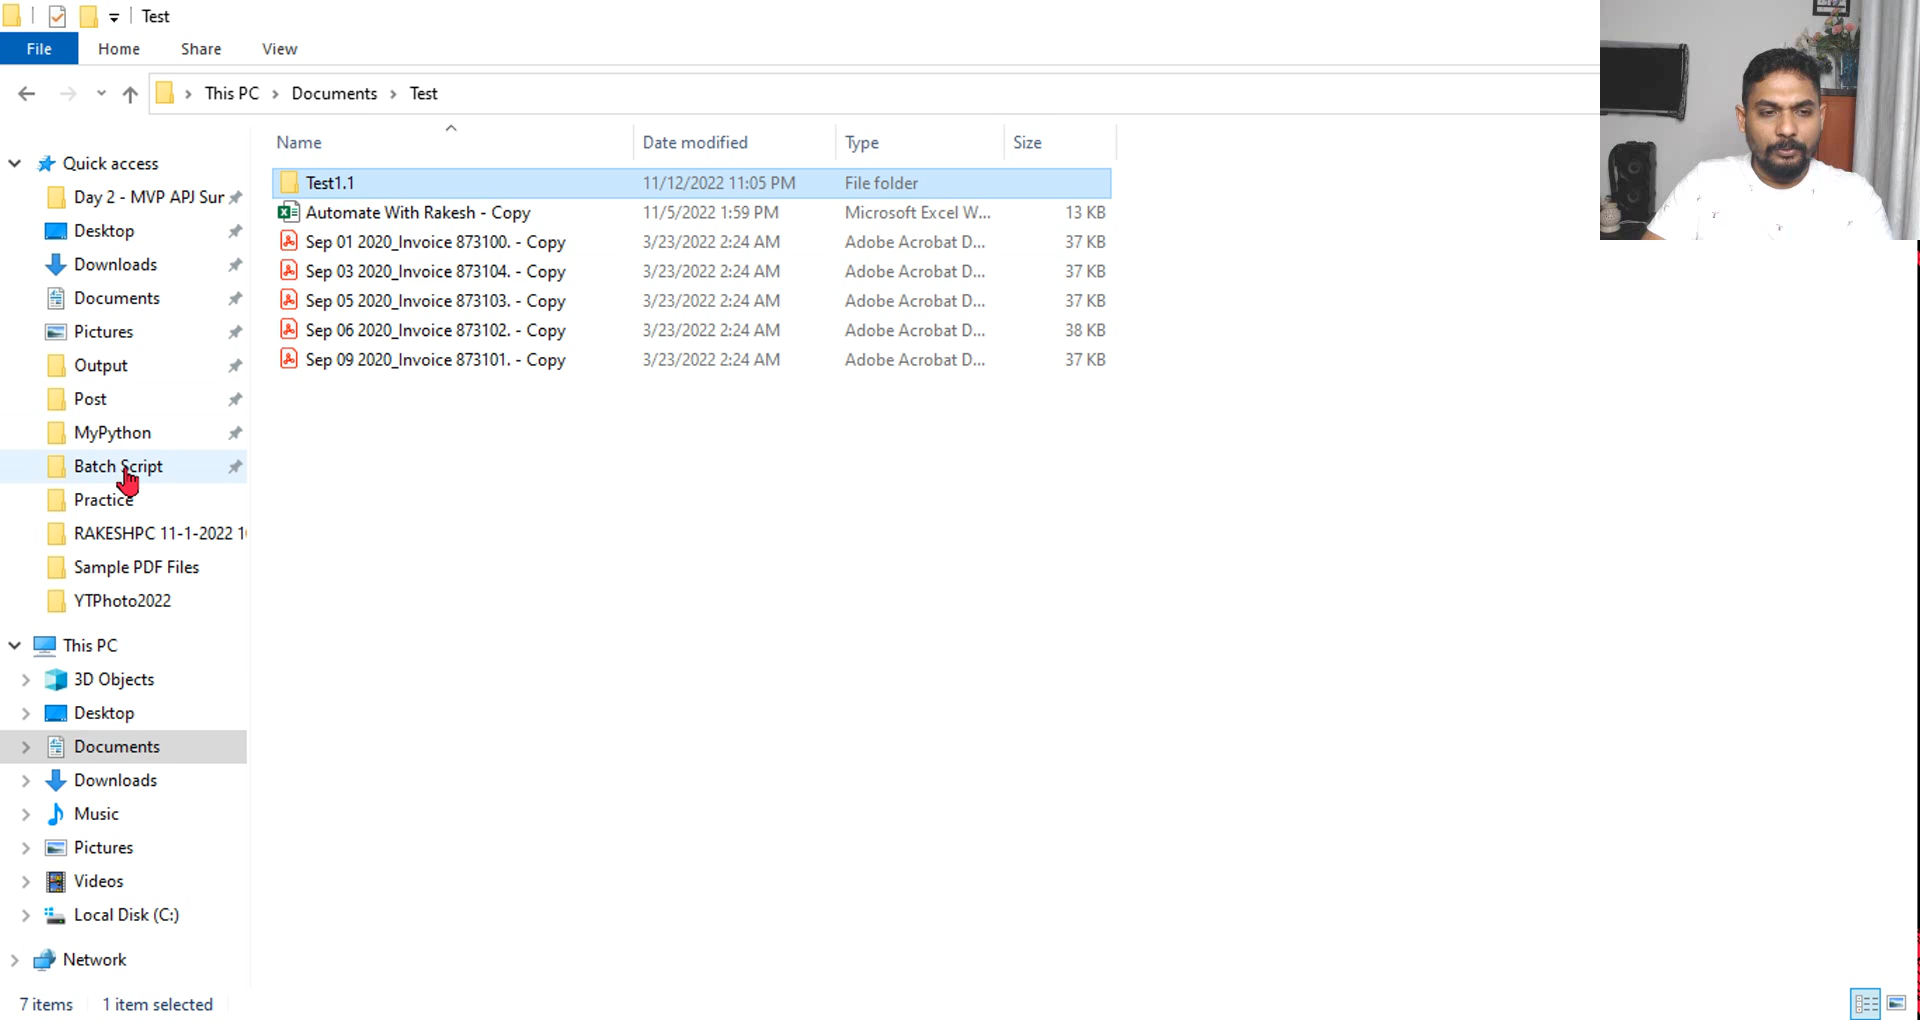 Test
File Home Share View
This PC Documents Test
Name Date modified Type Size
Quick access
Day 2 - MVP APJ Sur
Desktop
Downloads
Documents
Pictures
Output
Post
MyPython
Batch Script
Practice
RAKESHPC 11-1-2022 1
Sample PDF Files
YTPhoto2022
This PC
3D Objects
Desktop
Documents
Downloads
Music
Pictures
Videos
Local Disk (C:)
Network
Test1.1 11/12/2022 11:05 PM File folder
Automate With Rakesh - Copy 11/5/2022 1:59 PM Microsoft Excel W... 13 KB
Sep 01 2020_Invoice 873100. - Copy 3/23/2022 2:24 AM Adobe Acrobat D... 37 KB
Sep 03 2020_Invoice 873104. - Copy 3/23/2022 2:24 AM Adobe Acrobat D... 37 KB
Sep 05 2020_Invoice 873103. - Copy 3/23/2022 2:24 AM Adobe Acrobat D... 37 KB
Sep 06 2020_Invoice 873102. - Copy 3/23/2022 2:24 AM Adobe Acrobat D... 38 KB
Sep 09 2020_Invoice 873101. - Copy 3/23/2022 2:24 AM Adobe Acrobat D... 37 KB
7 items 1 item selected